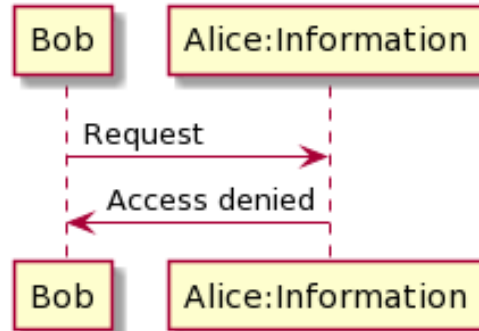 Bob
Alice:Information
Request
Access denied
Bob
Alice:Information